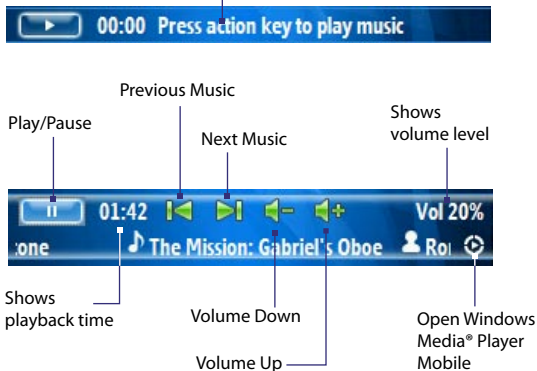 00:00 Press action key to play music
Previous Music
Play/Pause
Next Music
Shows
volume level
01:42
Vol 20%
:one
The Mission: Gabriel's Oboe
Ro
Shows
playback time
Volume Down
Volume Up
Open Windows
Media® Player
Mobile